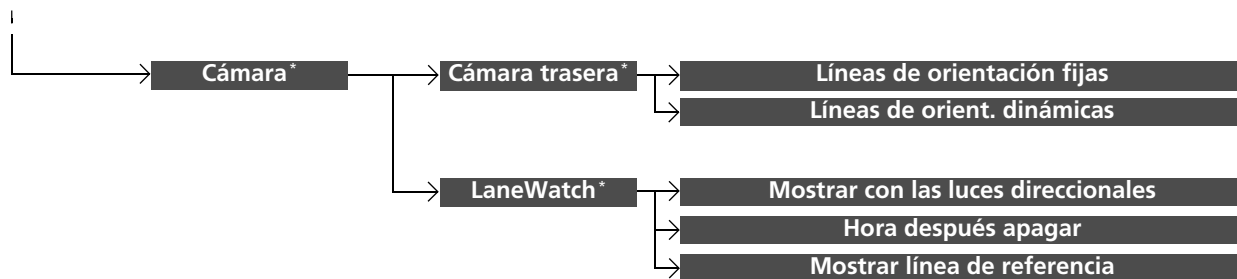 Cámara*
Cámara trasera*
Líneas de orientación fijas
Líneas de orient. dinámicas
LaneWatch*
Mostrar con las luces direccionales
Hora después apagar
Mostrar línea de referencia